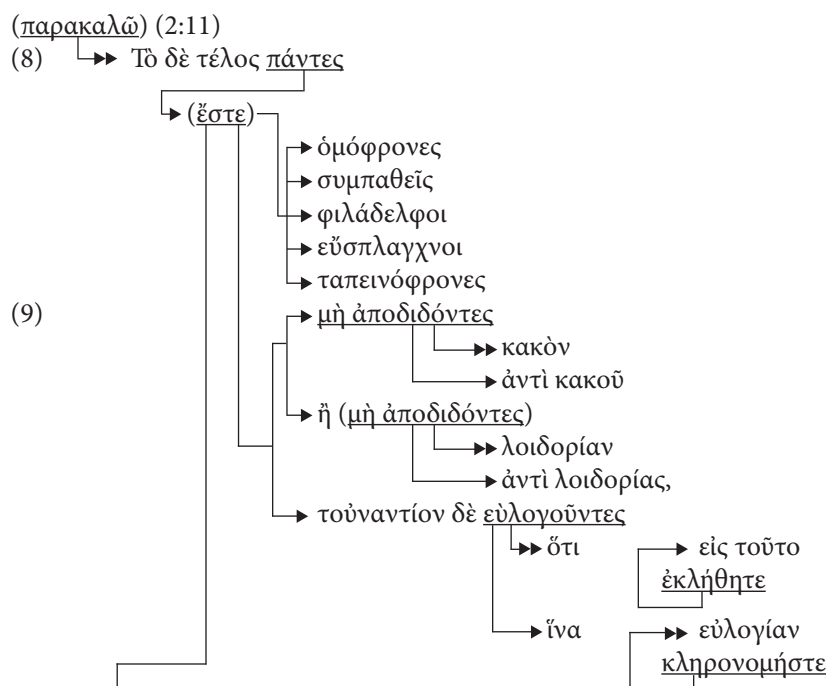 (παρακαλῶ) (2:11)
(8) Τὸ δὲ τέλος πάντες
(ἔστε)
ὁμόφρονες
συμπαθεῖς
φιλάδελφοι
εὔσπλαγχνοι
ταπεινόφρονες
(9) μὴ ἀποδιδόντες
κακὸν
ἀντὶ κακοῦ
ἢ (μὴ ἀποδιδόντες)
λοιδορίαν
ἀντὶ λοιδορίας,
τοὐναντίον δὲ εὐλογοῦντες
ὅτι εἰς τοῦτο
ἐκλήθητε
ἵνα εὐλογίαν
κληρονομήστε